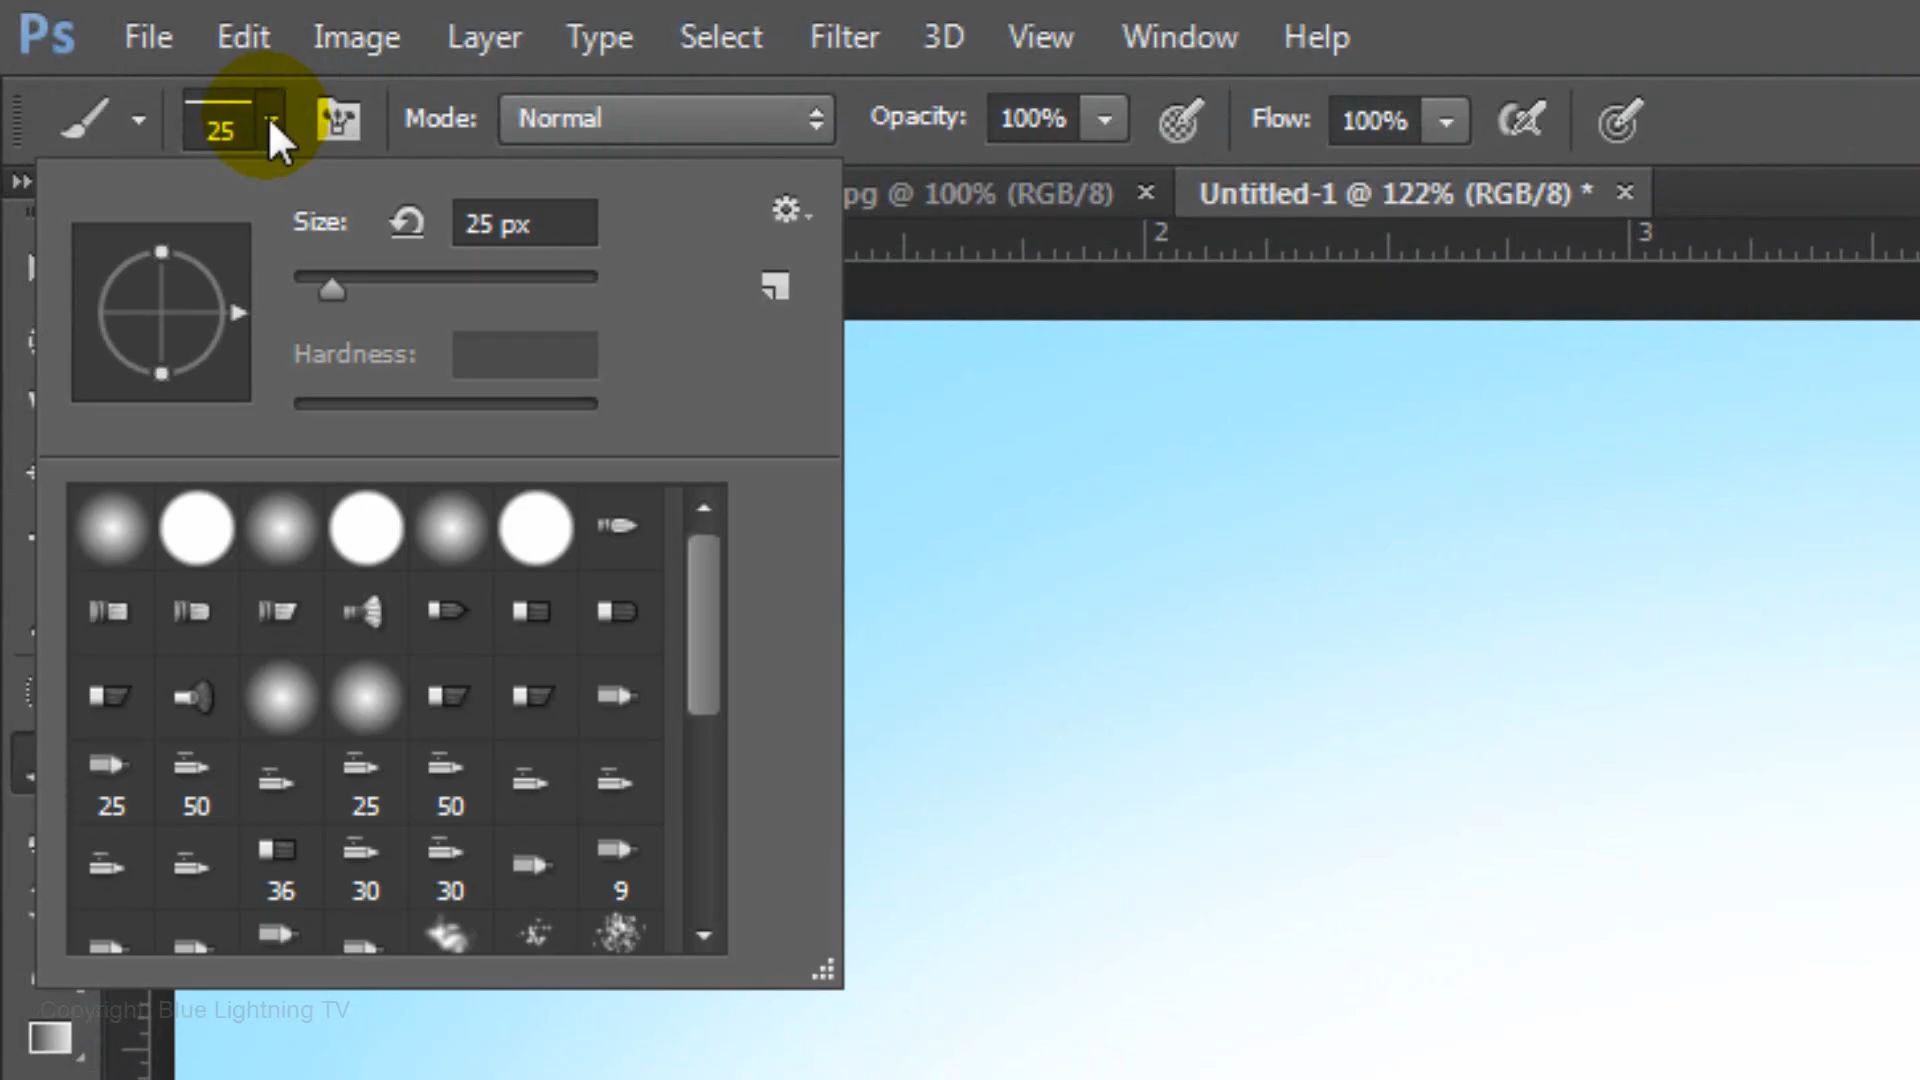 Ps File Edit Image Layer Type Select Filter 3D View Window Help
25 Mode: Normal Opacity: 100% Flow: 100%
pg @ 100% (RGB/8) × Untitled-1 @ 122% (RGB/8) * ×
Size: 25 px
2 3
Hardness:
25 50 25 50
36 30 30 9
Copyright: Blue Lightning TV